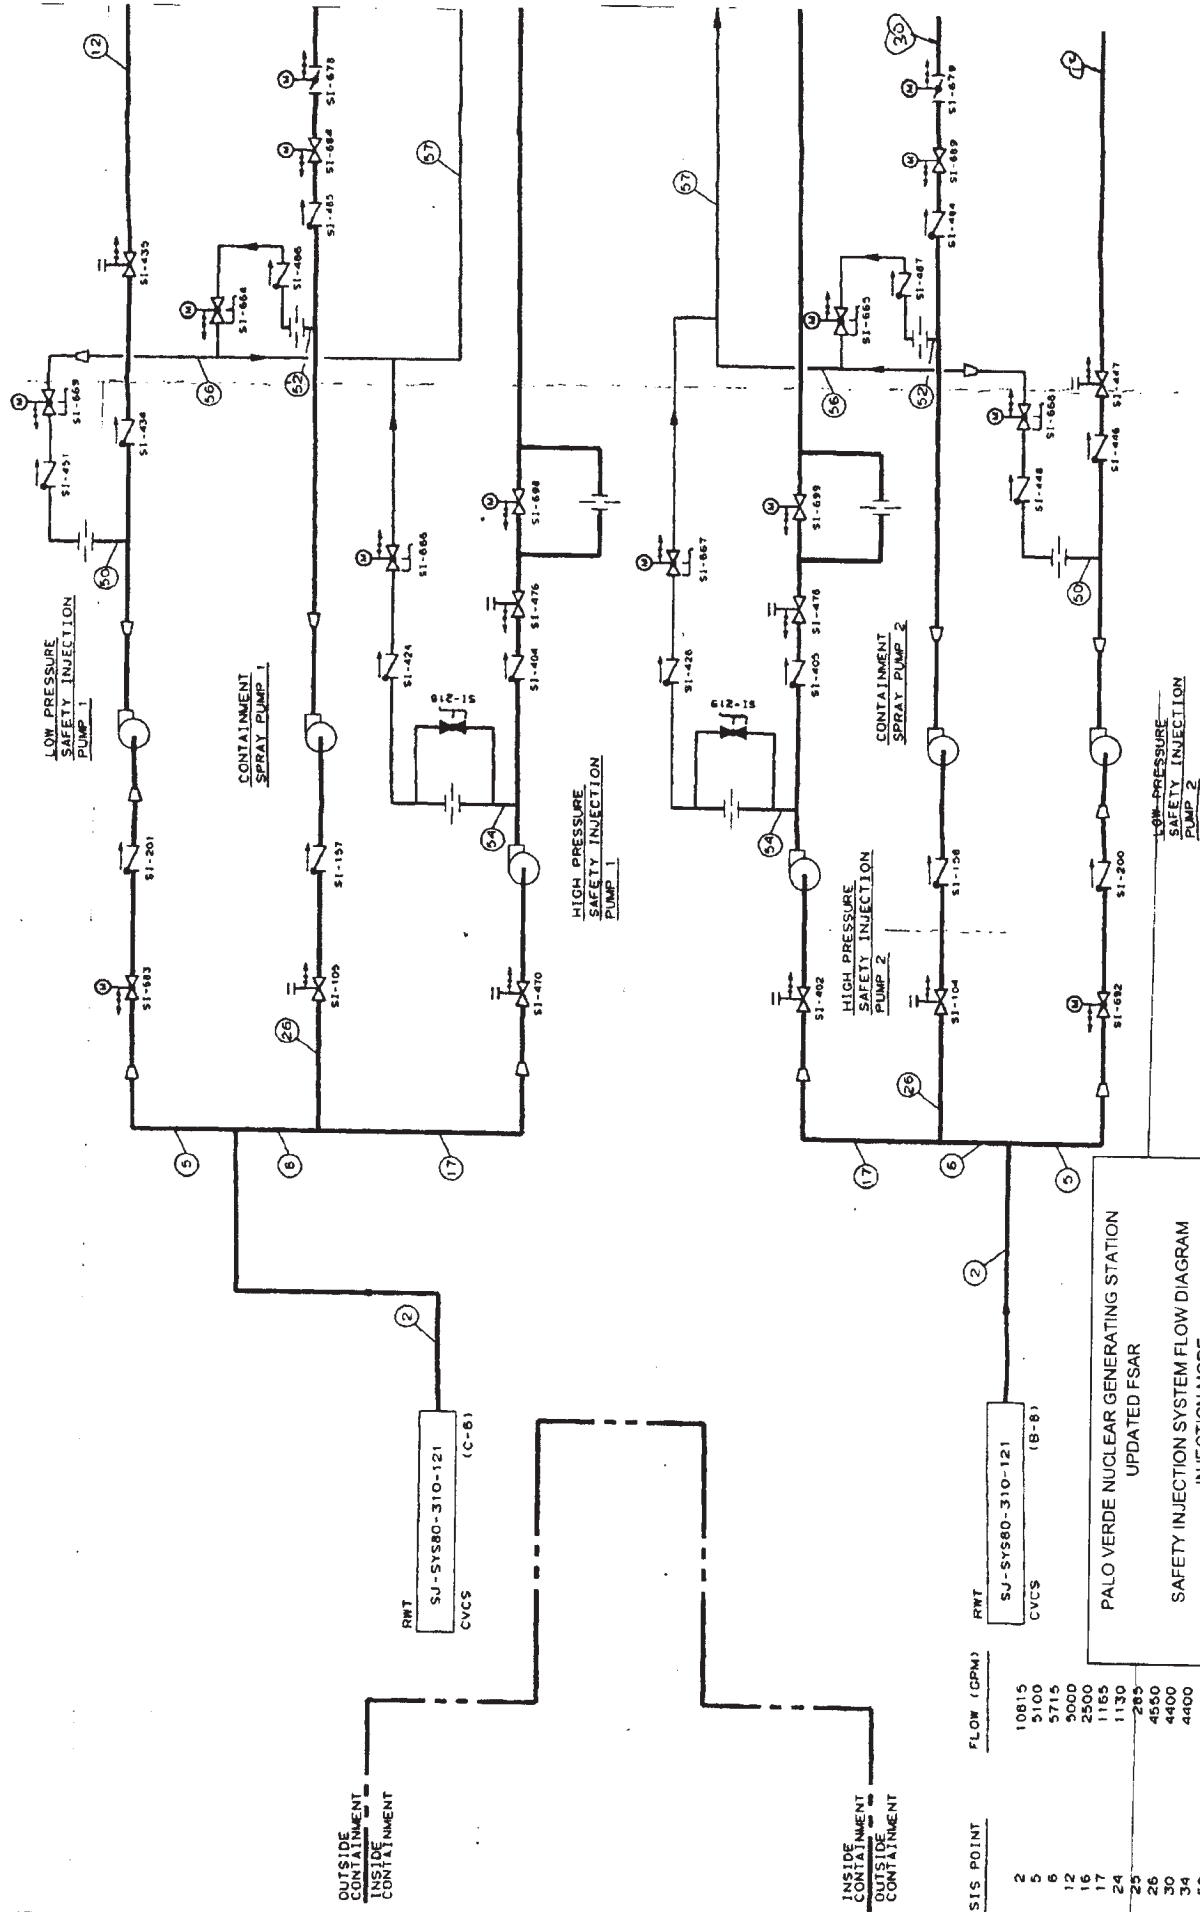 12
SI-435
SI-669
SI-451
SI-434
50
LOW PRESSURE
SAFETY INJECTION
PUMP 1
SI-201
SI-683
5
SI-678
SI-684
SI-485
SI-486
SI-664
56
52
CONTAINMENT
SPRAY PUMP 1
SI-157
SI-105
26
6
57
SI-666
SI-424
SI-698
SI-476
SI-404
54
HIGH PRESSURE
SAFETY INJECTION
PUMP 1
SI-470
17
2
RWT
SJ-SYS80-310-121
CVCS
OUTSIDE
CONTAINMENT
INSIDE
CONTAINMENT
57
SI-667
SI-426
SI-699
SI-478
SI-405
54
HIGH PRESSURE
SAFETY INJECTION
PUMP 2
SI-402
17
30
SI-679
SI-689
SI-484
SI-487
SI-665
56
52
CONTAINMENT
SPRAY PUMP 2
SI-158
SI-104
26
6
SI-447
SI-446
SI-668
SI-448
50
LOW PRESSURE
SAFETY INJECTION
PUMP 2
SI-200
SI-692
5
2
RWT
SJ-SYS80-310-121
(B-8)
CVCS
INSIDE
CONTAINMENT
OUTSIDE
CONTAINMENT
PALO VERDE NUCLEAR GENERATING STATION
UPDATED FSAR
SAFETY INJECTION SYSTEM FLOW DIAGRAM
SIS POINT FLOW (GPM)
2 10815
5 5100
6 5715
12 5000
16 2500
17 1165
24 1130
25 285
26 4550
30 4400
34 4400